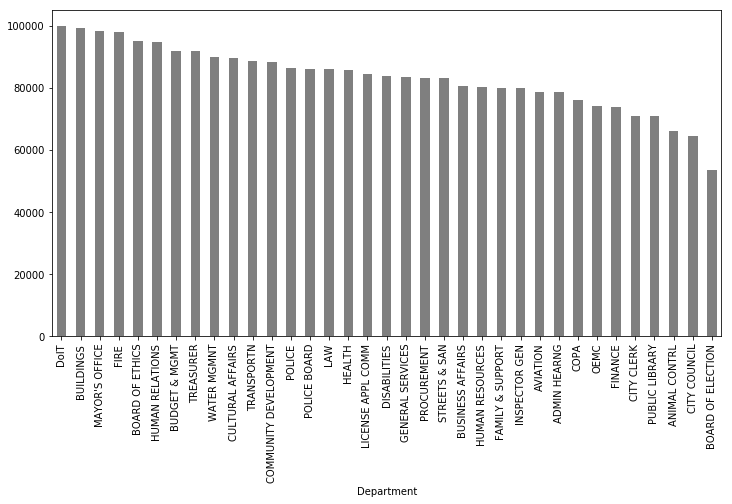 100000
80000
60000
40000
20000
0
DoIT
BUILDINGS
MAYOR'S OFFICE
FIRE
BOARD OF ETHICS
HUMAN RELATIONS
BUDGET & MGMT
TREASURER
WATER MGMNT
CULTURAL AFFAIRS
TRANSPORTN
COMMUNITY DEVELOPMENT
POLICE
POLICE BOARD
LAW
HEALTH
LICENSE APPL COMM
DISABILITIES
GENERAL SERVICES
PROCUREMENT
STREETS & SAN
BUSINESS AFFAIRS
HUMAN RESOURCES
FAMILY & SUPPORT
INSPECTOR GEN
AVIATION
ADMIN HEARNG
COPA
OEMC
FINANCE
CITY CLERK
PUBLIC LIBRARY
ANIMAL CONTRL
CITY COUNCIL
BOARD OF ELECTION
Department